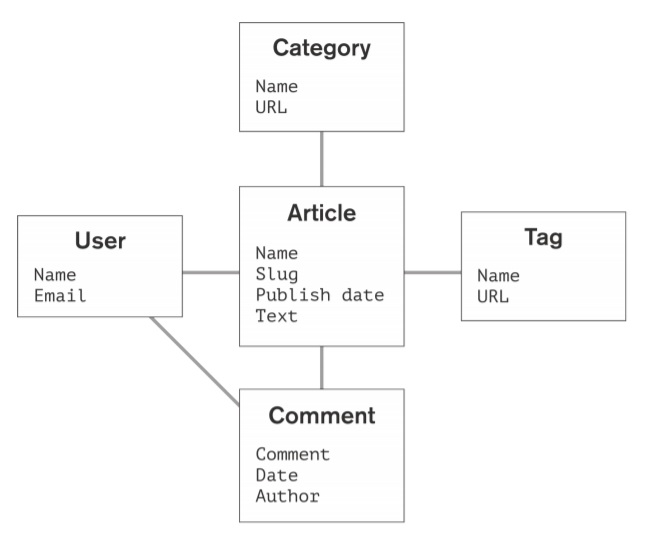 Category
Name
URL
Article
Name
Slug
Publish date
Text
User
Name
Email
Tag
Name
URL
Comment
Comment
Date
Author